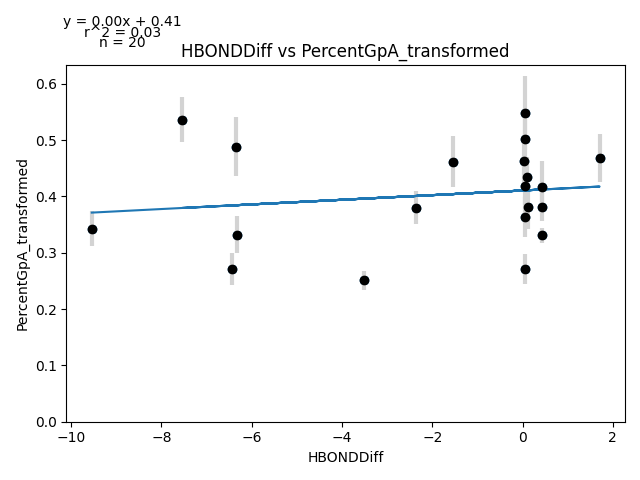 y = 0.00x + 0.41
r^2 = 0.03
n = 20
HBONDDiff vs PercentGpA_transformed
PercentGpA_transformed
0.6
0.5
0.4
0.3
0.2
0.1
0.0
−10
−8
−6
−4
−2
0
2
HBONDDiff